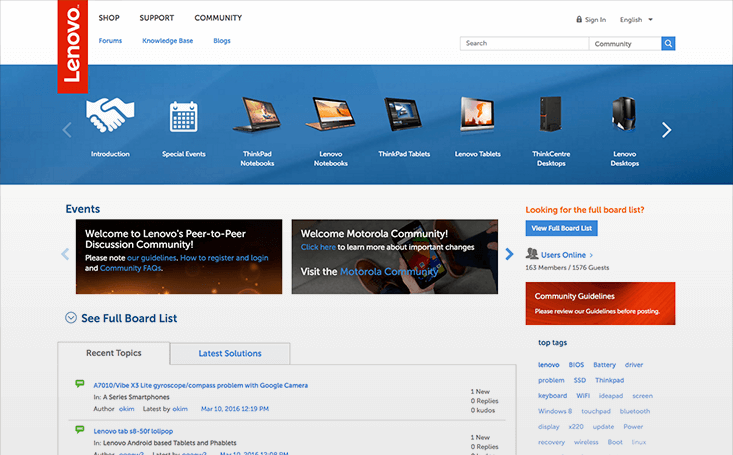 Lenovo
SHOP SUPPORT COMMUNITY
Sign In English
Forums Knowledge Base Blogs
Search Community
Introduction
Special Events
ThinkPad
Notebooks
Lenovo
Notebooks
ThinkPad Tablets
Lenovo Tablets
ThinkCentre
Desktops
Lenovo
Desktops
Events
Welcome to Lenovo's Peer-to-Peer
Discussion Community!
Please note our guidelines. How to register and login
and Community FAQs.
Welcome Motorola Community!
Click here to learn more about important changes
Visit the Motorola Community
Looking for the full board list?
View Full Board List
Users Online
163 Members / 1576 Guests
Community Guidelines
Please review our Guidelines before posting.
See Full Board List
Recent Topics Latest Solutions
A7010/Vibe X3 Lite gyroscope/compass problem with Google Camera
In: A Series Smartphones
Author okim Latest by okim Mar 10, 2016 12:19 PM
1 New
0 Replies
0 kudos
Lenovo tab s8-50f lolipop
In: Lenovo Android based Tablets and Phablets
Author Latest by Mar 10, 2016 12:08 PM
1 New
0 Replies
top tags
lenovo BIOS Battery driver
problem SSD Thinkpad
keyboard WiFi ideapad screen
Windows 8 touchpad bluetooth
display x220 update Power
recovery wireless Boot linux